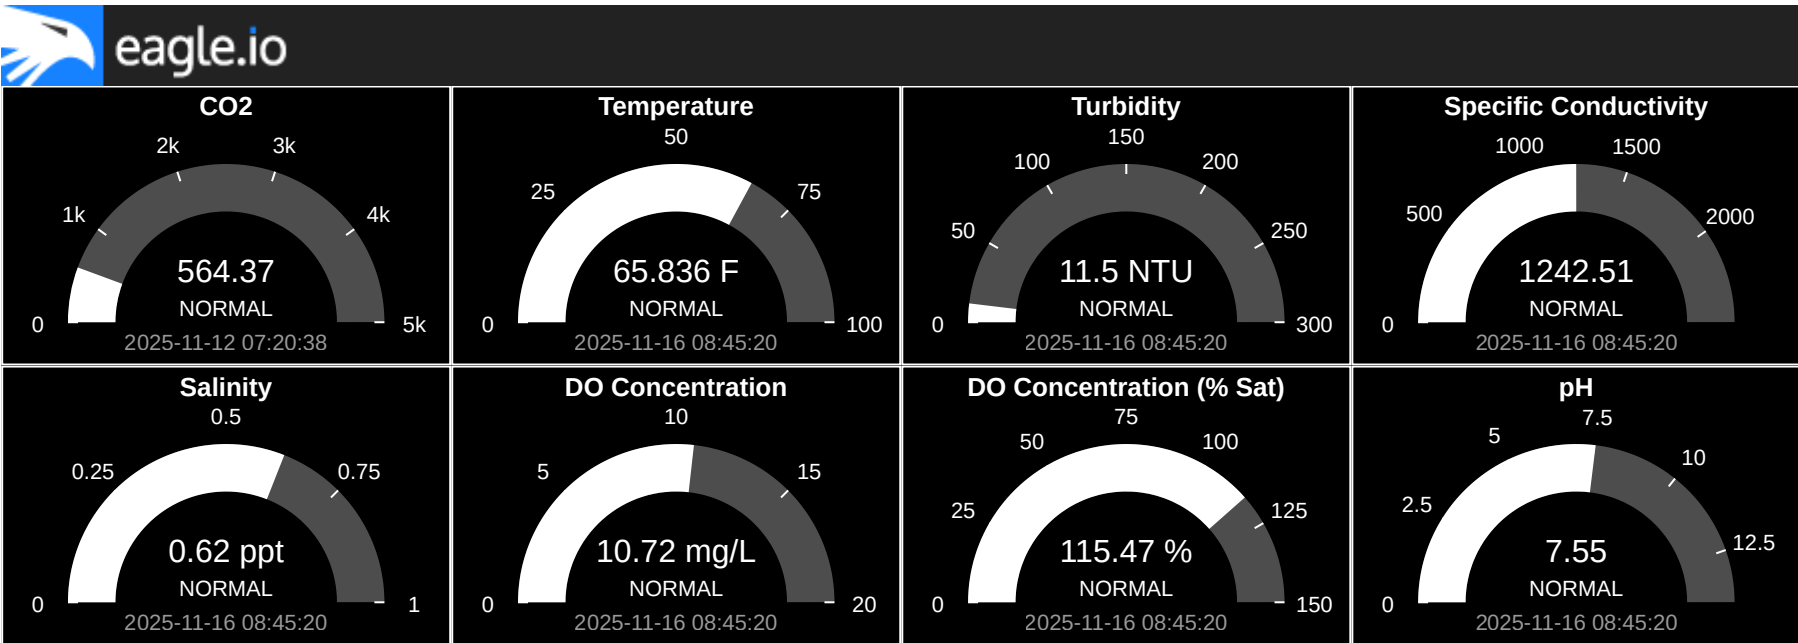 eagle.io
CO2
0
1k
2k
3k
4k
5k
564.37
NORMAL
2025-11-12 07:20:38
Temperature
0
25
50
75
100
65.836 F
NORMAL
2025-11-16 08:45:20
Turbidity
0
50
100
150
200
250
300
11.5 NTU
NORMAL
2025-11-16 08:45:20
Specific Conductivity
0
500
1000
1500
2000
1242.51
NORMAL
2025-11-16 08:45:20
Salinity
0
0.25
0.5
0.75
1
0.62 ppt
NORMAL
2025-11-16 08:45:20
DO Concentration
0
5
10
15
20
10.72 mg/L
NORMAL
2025-11-16 08:45:20
DO Concentration (% Sat)
0
25
50
75
100
125
150
115.47 %
NORMAL
2025-11-16 08:45:20
pH
0
2.5
5
7.5
10
12.5
7.55
NORMAL
2025-11-16 08:45:20